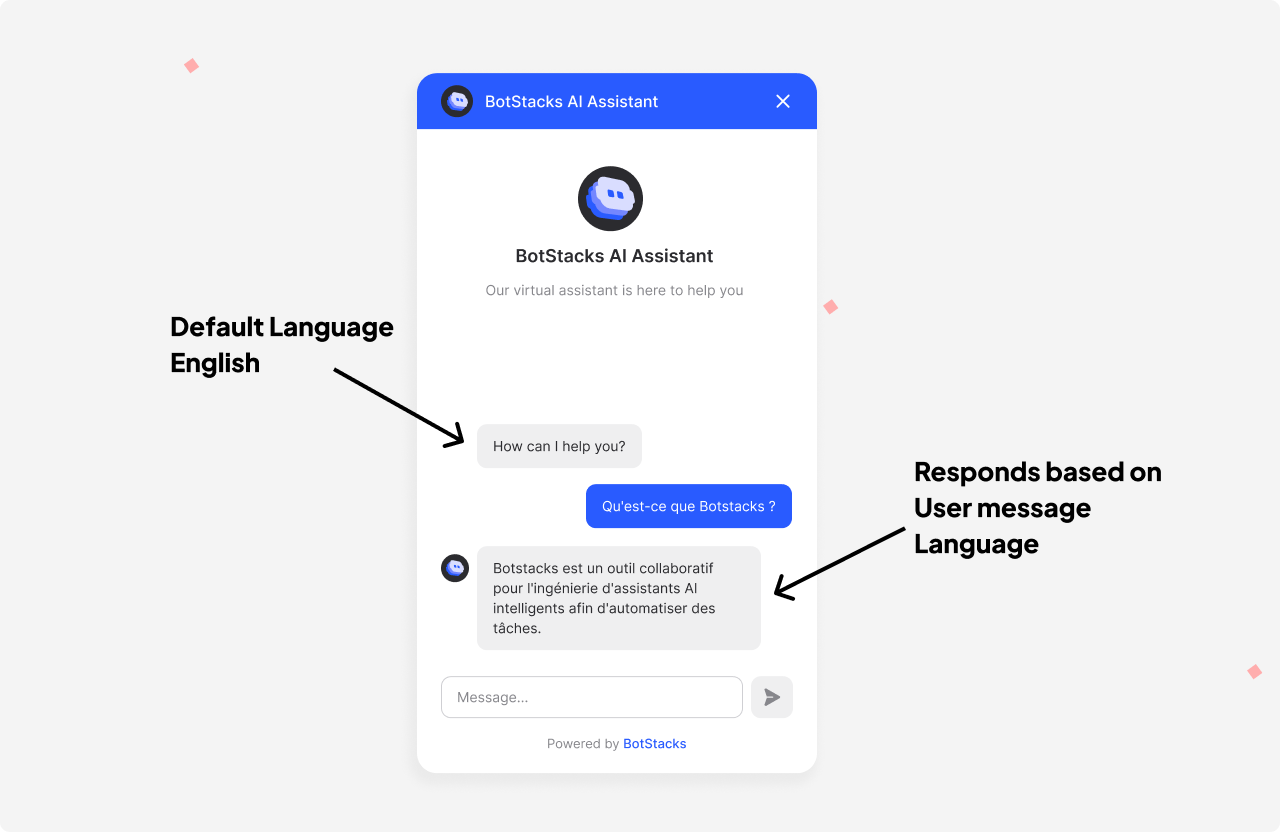 BotStacks AI Assistant
BotStacks AI Assistant
Our virtual assistant is here to help you
Default Language
English
How can I help you?
Qu'est-ce que Botstacks ?
Responds based on
User message
Language
Botstacks est un outil collaboratif
pour l'ingénierie d'assistants AI
intelligents afin d'automatiser des
tâches.
Message...
Powered by BotStacks